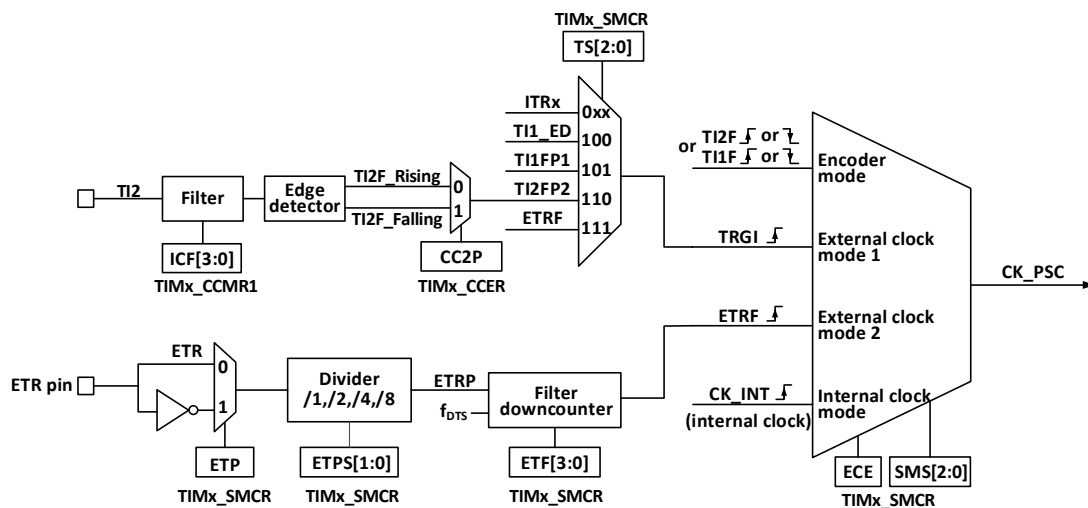 TIMx_SMCR
TS[2:0]
ITRx
0xx
TI1_ED
100
TI1FP1
101
TI2FP2
110
ETRF
111
TI2
Filter
Edge
detector
TI2F_Rising
TI2F_Falling
0
1
ICF[3:0]
TIMx_CCMR1
CC2P
TIMx_CCER
or TI2F or
TI1F or
Encoder
mode
TRGI
External clock
mode 1
CK_PSC
ETRF
External clock
mode 2
CK_INT
(internal clock)
Internal clock
mode
ETR pin
ETR
0
1
Divider
/1,/2,/4,/8
ETRP
fDTS
Filter
downcounter
ETP
TIMx_SMCR
ETPS[1:0]
TIMx_SMCR
ETF[3:0]
TIMx_SMCR
ECE
SMS[2:0]
TIMx_SMCR